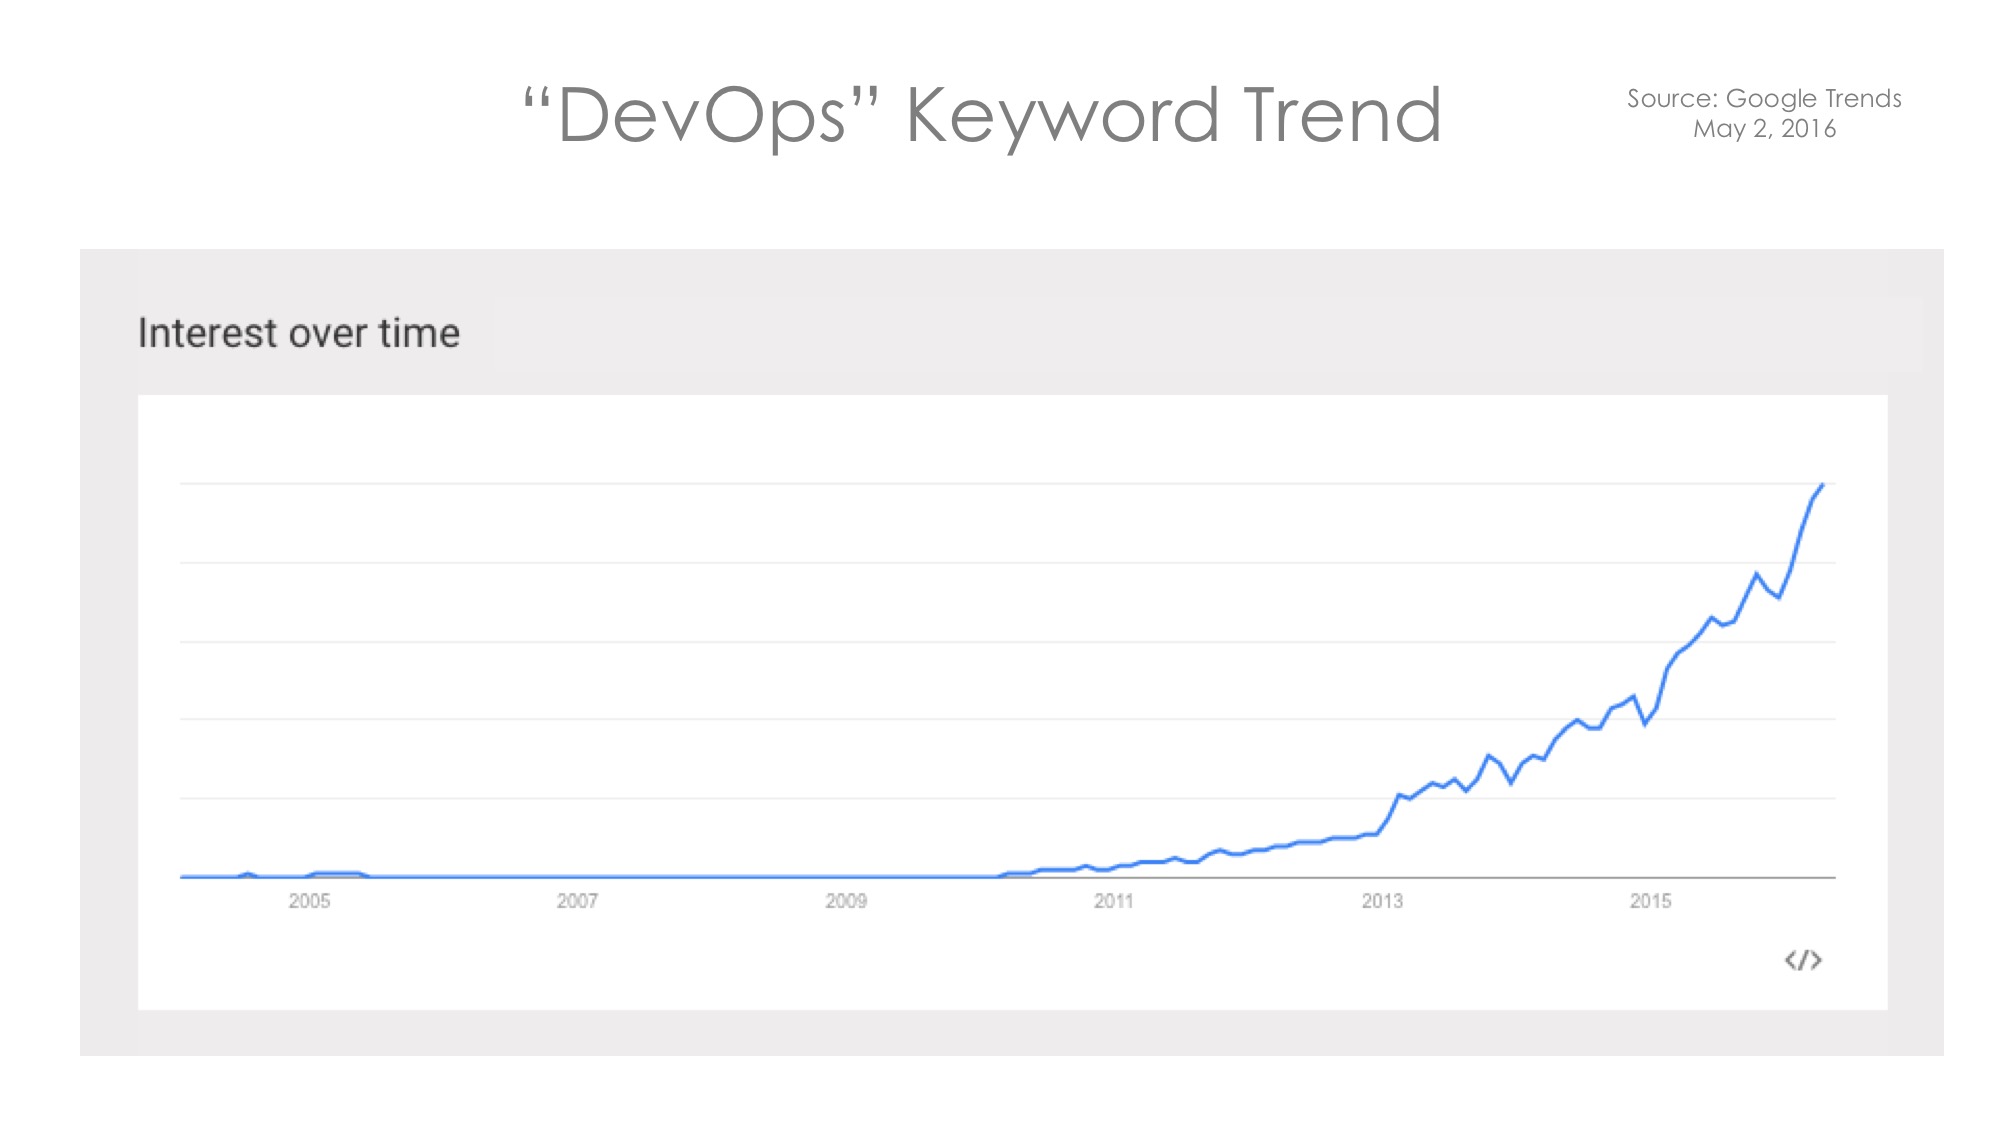 “DevOps” Keyword Trend
Source: Google Trends
May 2, 2016
Interest over time
2005 2007 2009 2011 2013 2015
</>